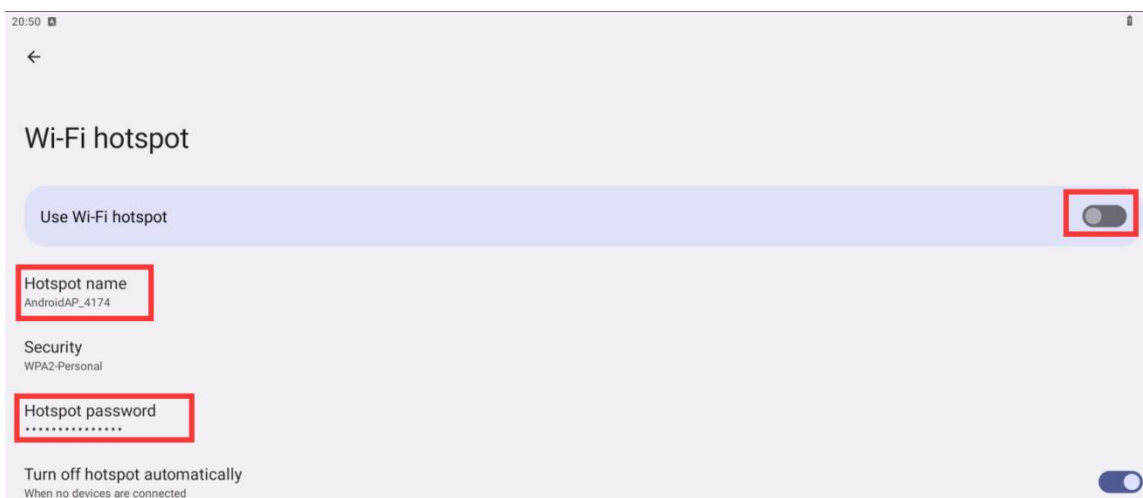 20:50
Wi-Fi hotspot
Use Wi-Fi hotspot
Hotspot name
AndroidAP_4174
Security
WPA2-Personal
Hotspot password
•••••••••••••••
Turn off hotspot automatically
When no devices are connected